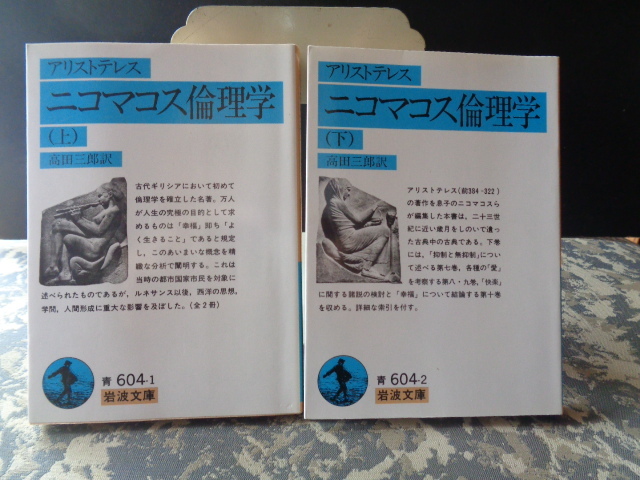 アリストテレス
ニコマコス倫理学
(上)
高田三郎訳
古代ギリシアにおいて初めて
倫理学を確立した名著。万人
が人生の究極の目的として求
めるものは「幸福」即ち「よ
く生きること」であると規定
し、このあいまいな概念を精
緻な分析で闡明する。これは
当時の都市国家市民を対象に
述べられたものであるが、ルネサンス以後、西洋の思想、
学問、人間形成に重大な影響を及ぼした。(全2冊)
青 604-1
岩波文庫
アリストテレス
ニコマコス倫理学
(下)
高田三郎訳
アリストテレス(前384-322)
の著作を息子のニコマコスら
が編集した本書は、二十三世
紀に近い歳月をしのいで遺っ
た古典中の古典である。下巻
には、「抑制と無抑制」につい
て述べる第七巻、各種の「愛」
を考察する第八・九巻、「快楽」
に関する諸説の検討と「幸福」について結論する第十巻
を収める。詳細な索引を付す。
青 604-2
岩波文庫